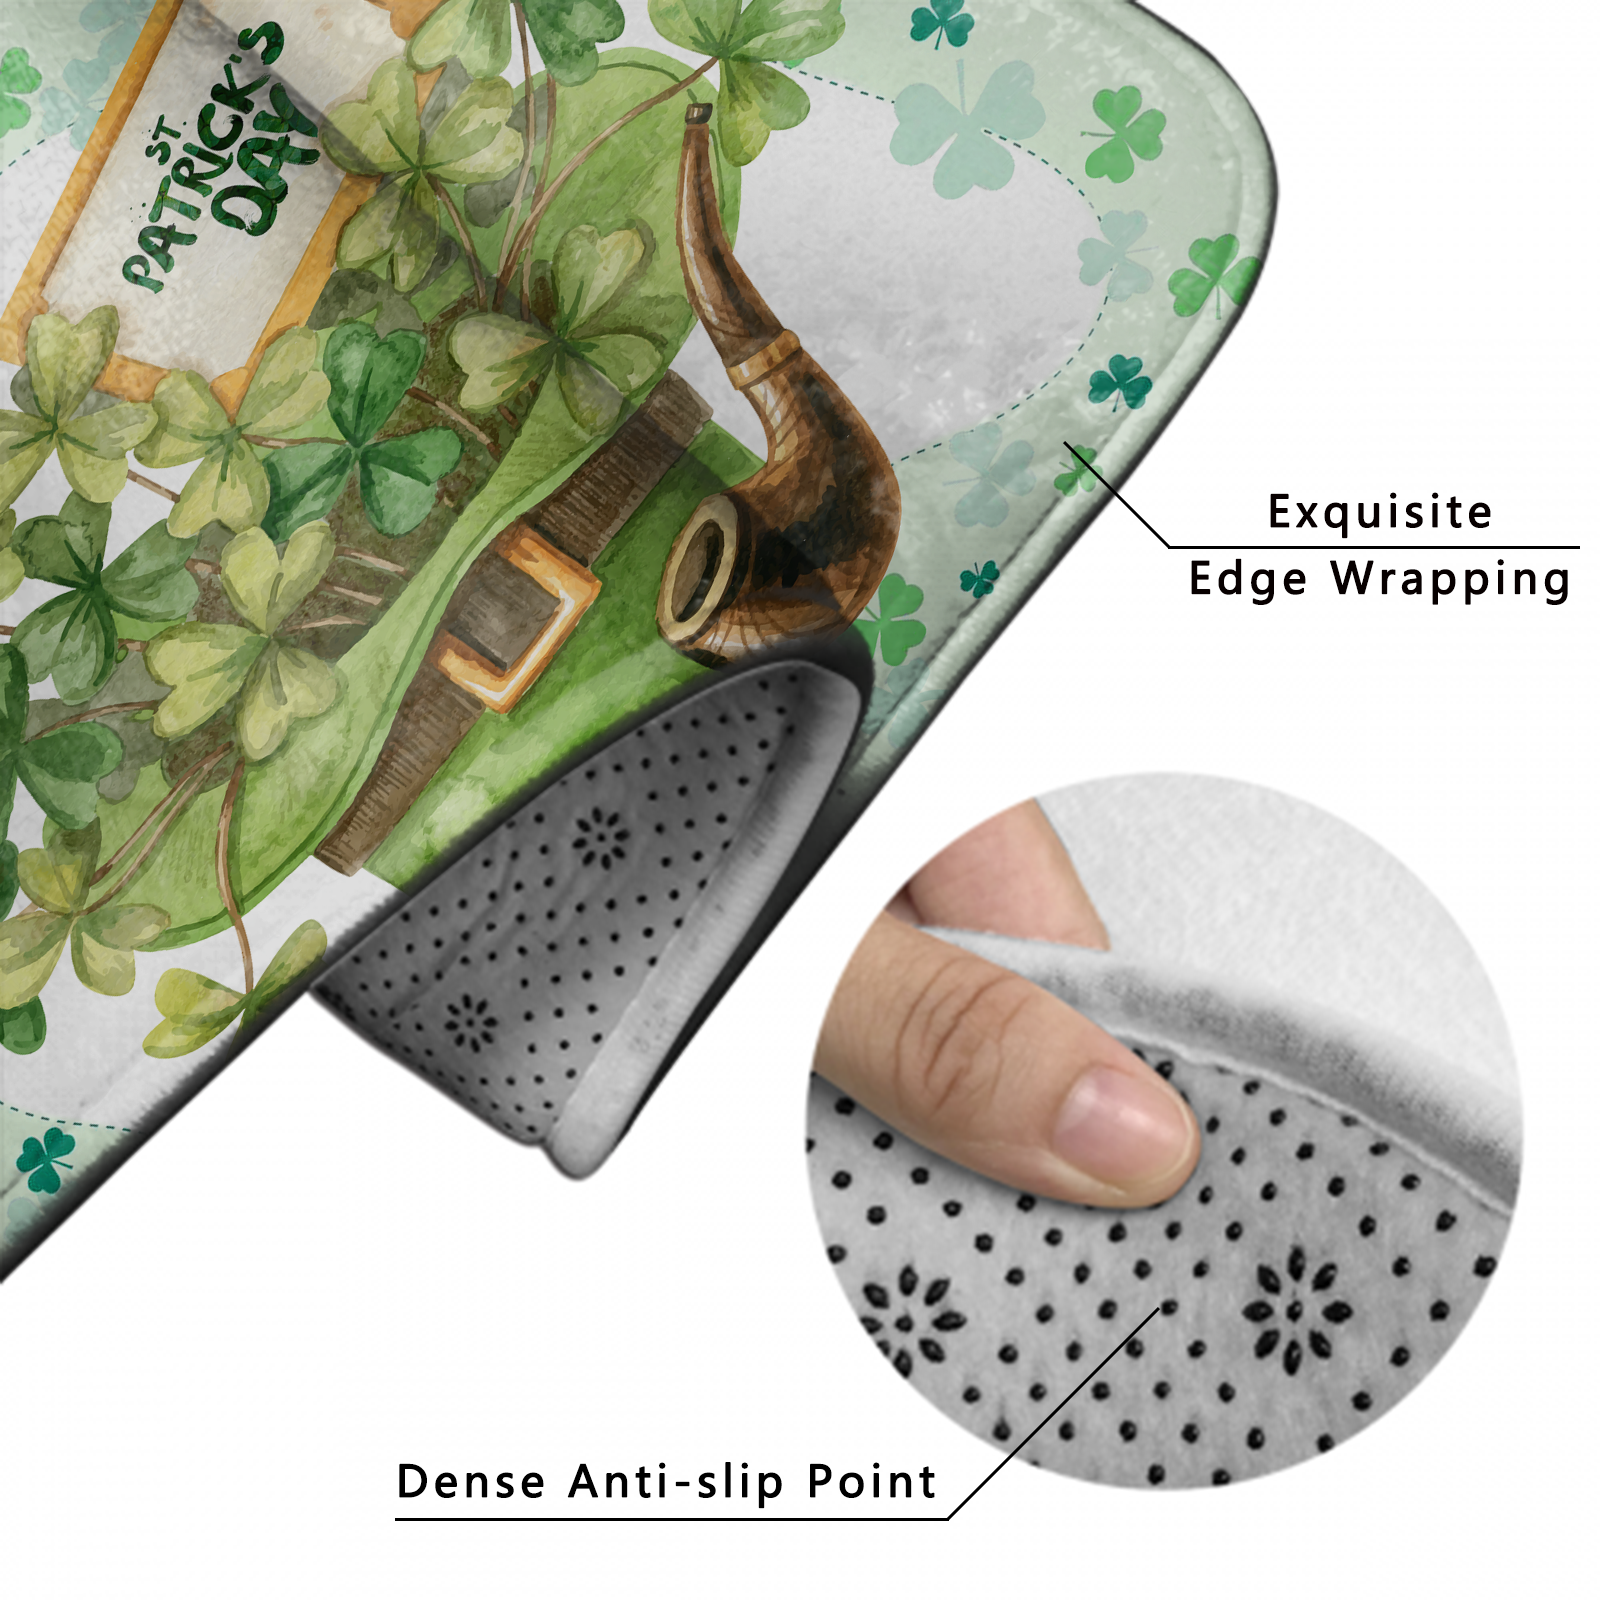 ST
PATRICK'S
DAY
Exquisite
Edge Wrapping
Dense Anti-slip Point